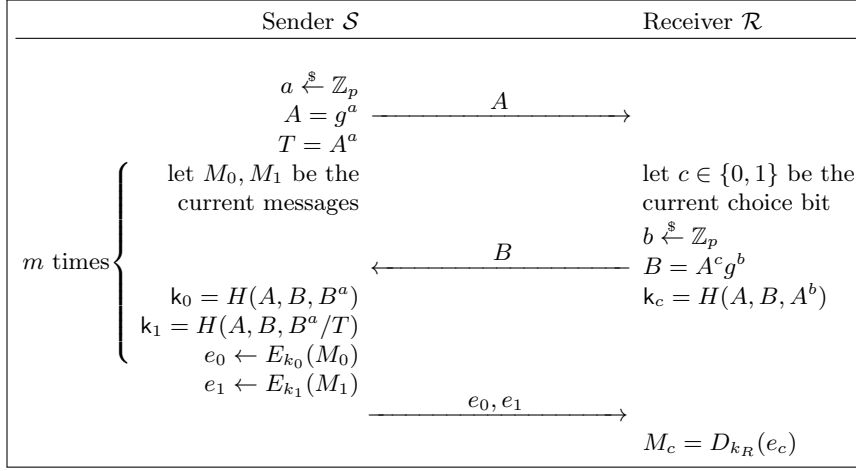 Sender 𝒮 Receiver ℛ
a ←$ ℤ_p
A = g^a A
T = A^a
let M_0, M_1 be the let c ∈ {0, 1} be the
current messages current choice bit
b ←$ ℤ_p
m times B B = A^c g^b
k_0 = H(A, B, B^a) k_c = H(A, B, A^b)
k_1 = H(A, B, B^a/T)
e_0 ← E_{k_0}(M_0)
e_1 ← E_{k_1}(M_1)
e_0, e_1
M_c = D_{k_R}(e_c)